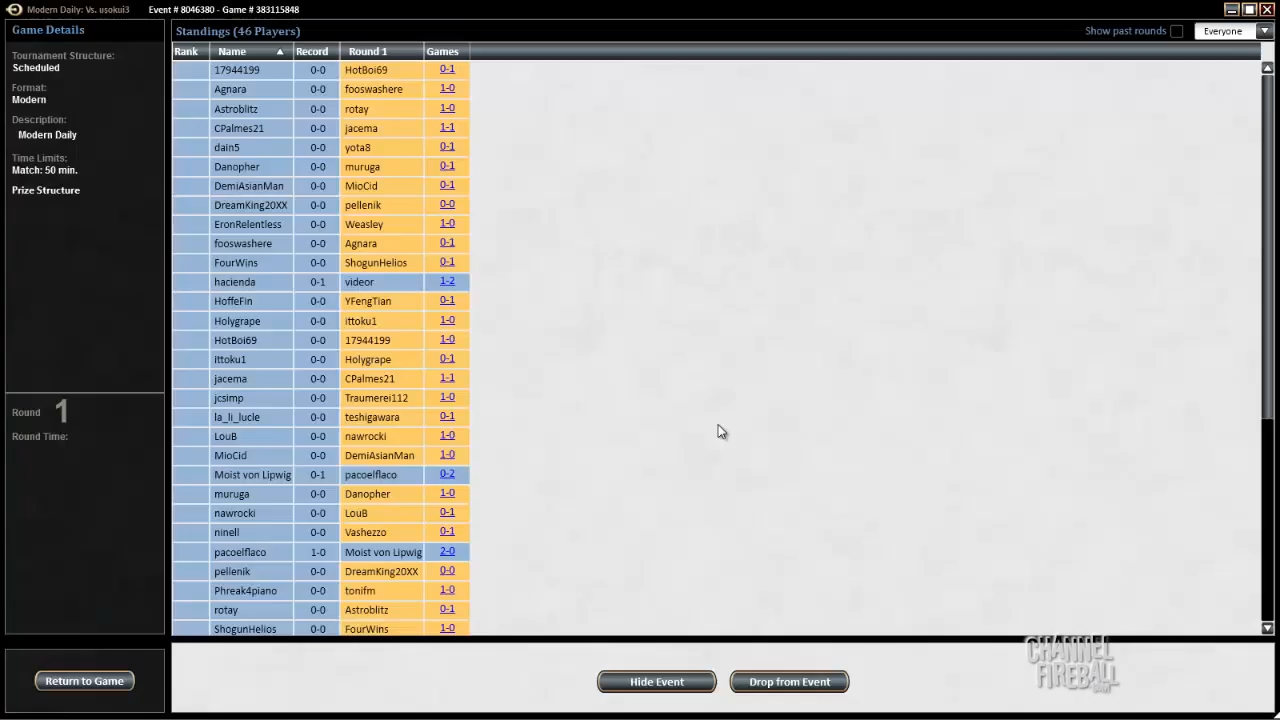 Modern Daily: Vs. usokui3 Event # 8046380 - Game # 383115848
Game Details
Tournament Structure:
Scheduled
Format:
Modern
Description:
Modern Daily
Time Limits:
Match: 50 min.
Prize Structure
Round 1
Round Time:
Return to Game
Standings (46 Players) Show past rounds Everyone
Rank Name Record Round 1 Games
17944199 0-0 HotBoi69 0-1
Agnara 0-0 fooswashere 1-0
Astroblitz 0-0 rotay 1-0
CPalmes21 0-0 jacema 1-1
dain5 0-0 yota8 0-1
Danopher 0-0 muruga 0-1
DemiAsianMan 0-0 MioCid 0-1
DreamKing20XX 0-0 pellenik 0-0
EronRelentless 0-0 Weasley 1-0
fooswashere 0-0 Agnara 0-1
FourWins 0-0 ShogunHelios 0-1
hacienda 0-1 videor 1-2
HoffeFin 0-0 YFengTian 0-1
Holygrape 0-0 ittoku1 1-0
HotBoi69 0-0 17944199 1-0
ittoku1 0-0 Holygrape 0-1
jacema 0-0 CPalmes21 1-1
jcsimp 0-0 Traumerei112 1-0
la_li_lucle 0-0 teshigawara 0-1
LouB 0-0 nawrocki 1-0
MioCid 0-0 DemiAsianMan 1-0
Moist von Lipwig 0-1 pacoelflaco 0-2
muruga 0-0 Danopher 1-0
nawrocki 0-0 LouB 0-1
ninell 0-0 Vashezzo 0-1
pacoelflaco 1-0 Moist von Lipwig 2-0
pellenik 0-0 DreamKing20XX 0-0
Phreak4piano 0-0 tonifm 1-0
rotay 0-0 Astroblitz 0-1
ShogunHelios 0-0 FourWins 1-0
Hide Event Drop from Event
CHANNEL
FIREBALL